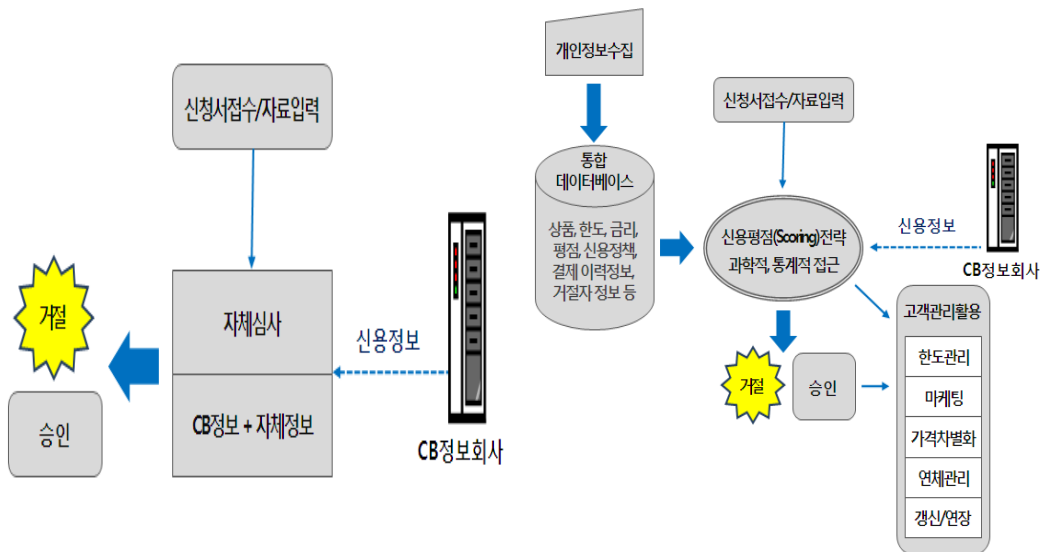 신청서접수/자료입력
자체심사
CB정보 + 자체정보
신용정보
CB정보회사
거절
승인
개인정보수집
통합
데이터베이스
상품, 한도, 금리,
평점, 신용정책,
결제 이력정보,
거절자 정보 등
신청서접수/자료입력
신용평점(Scoring)전략
과학적, 통계적 접근
신용정보
CB정보회사
거절
승인
고객관리활용
한도관리
마케팅
가격차별화
연체관리
갱신/연장